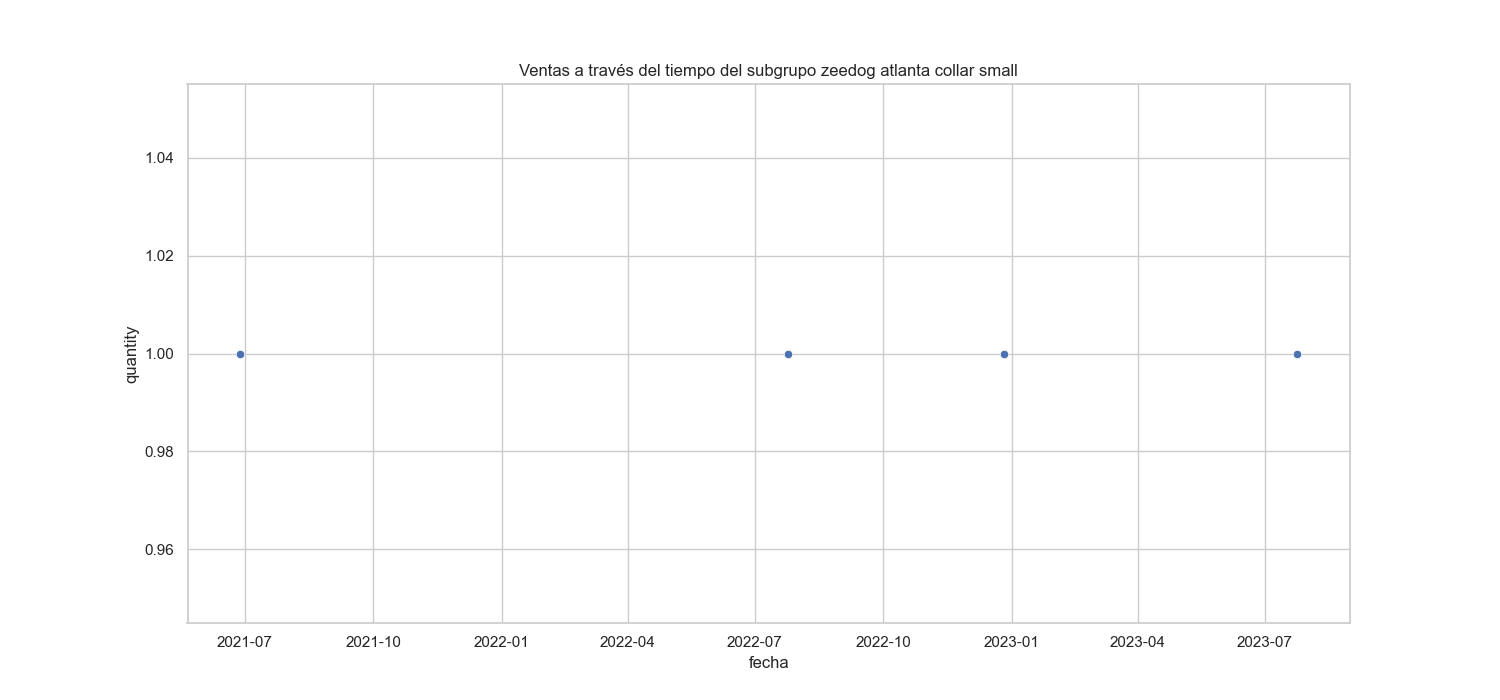 Ventas a través del tiempo del subgrupo zeedog atlanta collar small
1.04
1.02
1.00
0.98
0.96
quantity
2021-07 2021-10 2022-01 2022-04 2022-07 2022-10 2023-01 2023-04 2023-07
fecha